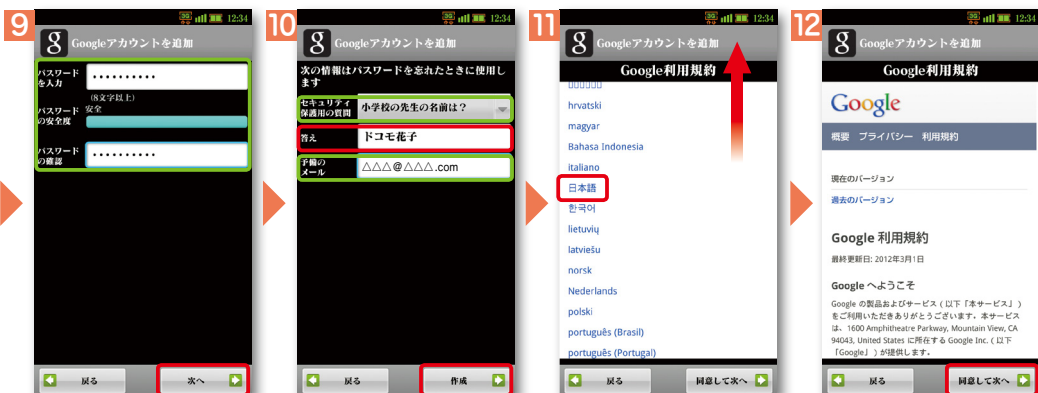 9
3G 12:34
g Googleアカウントを追加
パスワード
を入力
••••••••••
(8文字以上)
パスワード
の安全度
安全
パスワード
の確認
••••••••••
戻る
次へ
10
3G 12:34
g Googleアカウントを追加
次の情報はパスワードを忘れたときに使用し
ます
セキュリティ
保護用の質問
小学校の先生の名前は？
答え
ドコモ花子
予備の
メール
△△△@△△△.com
戻る
作成
11
3G 12:34
g Googleアカウントを追加
Google利用規約
hrvatski
magyar
Bahasa Indonesia
italiano
日本語
한국어
lietuvių
latviešu
norsk
Nederlands
polski
português (Brasil)
português (Portugal)
戻る
同意して次へ
12
3G 12:34
g Googleアカウントを追加
Google利用規約
Google
概要 プライバシー 利用規約
現在のバージョン
過去のバージョン
Google 利用規約
最終更新日: 2012年3月1日
Google へようこそ
Google の製品およびサービス ( 以下「本サービス」 )
をご利用いただきありがとうございます。本サービス
は、1600 Amphitheatre Parkway, Mountain View, CA
94043, United States に所在する Google Inc. ( 以下
「Google」 ) が提供します。
戻る
同意して次へ